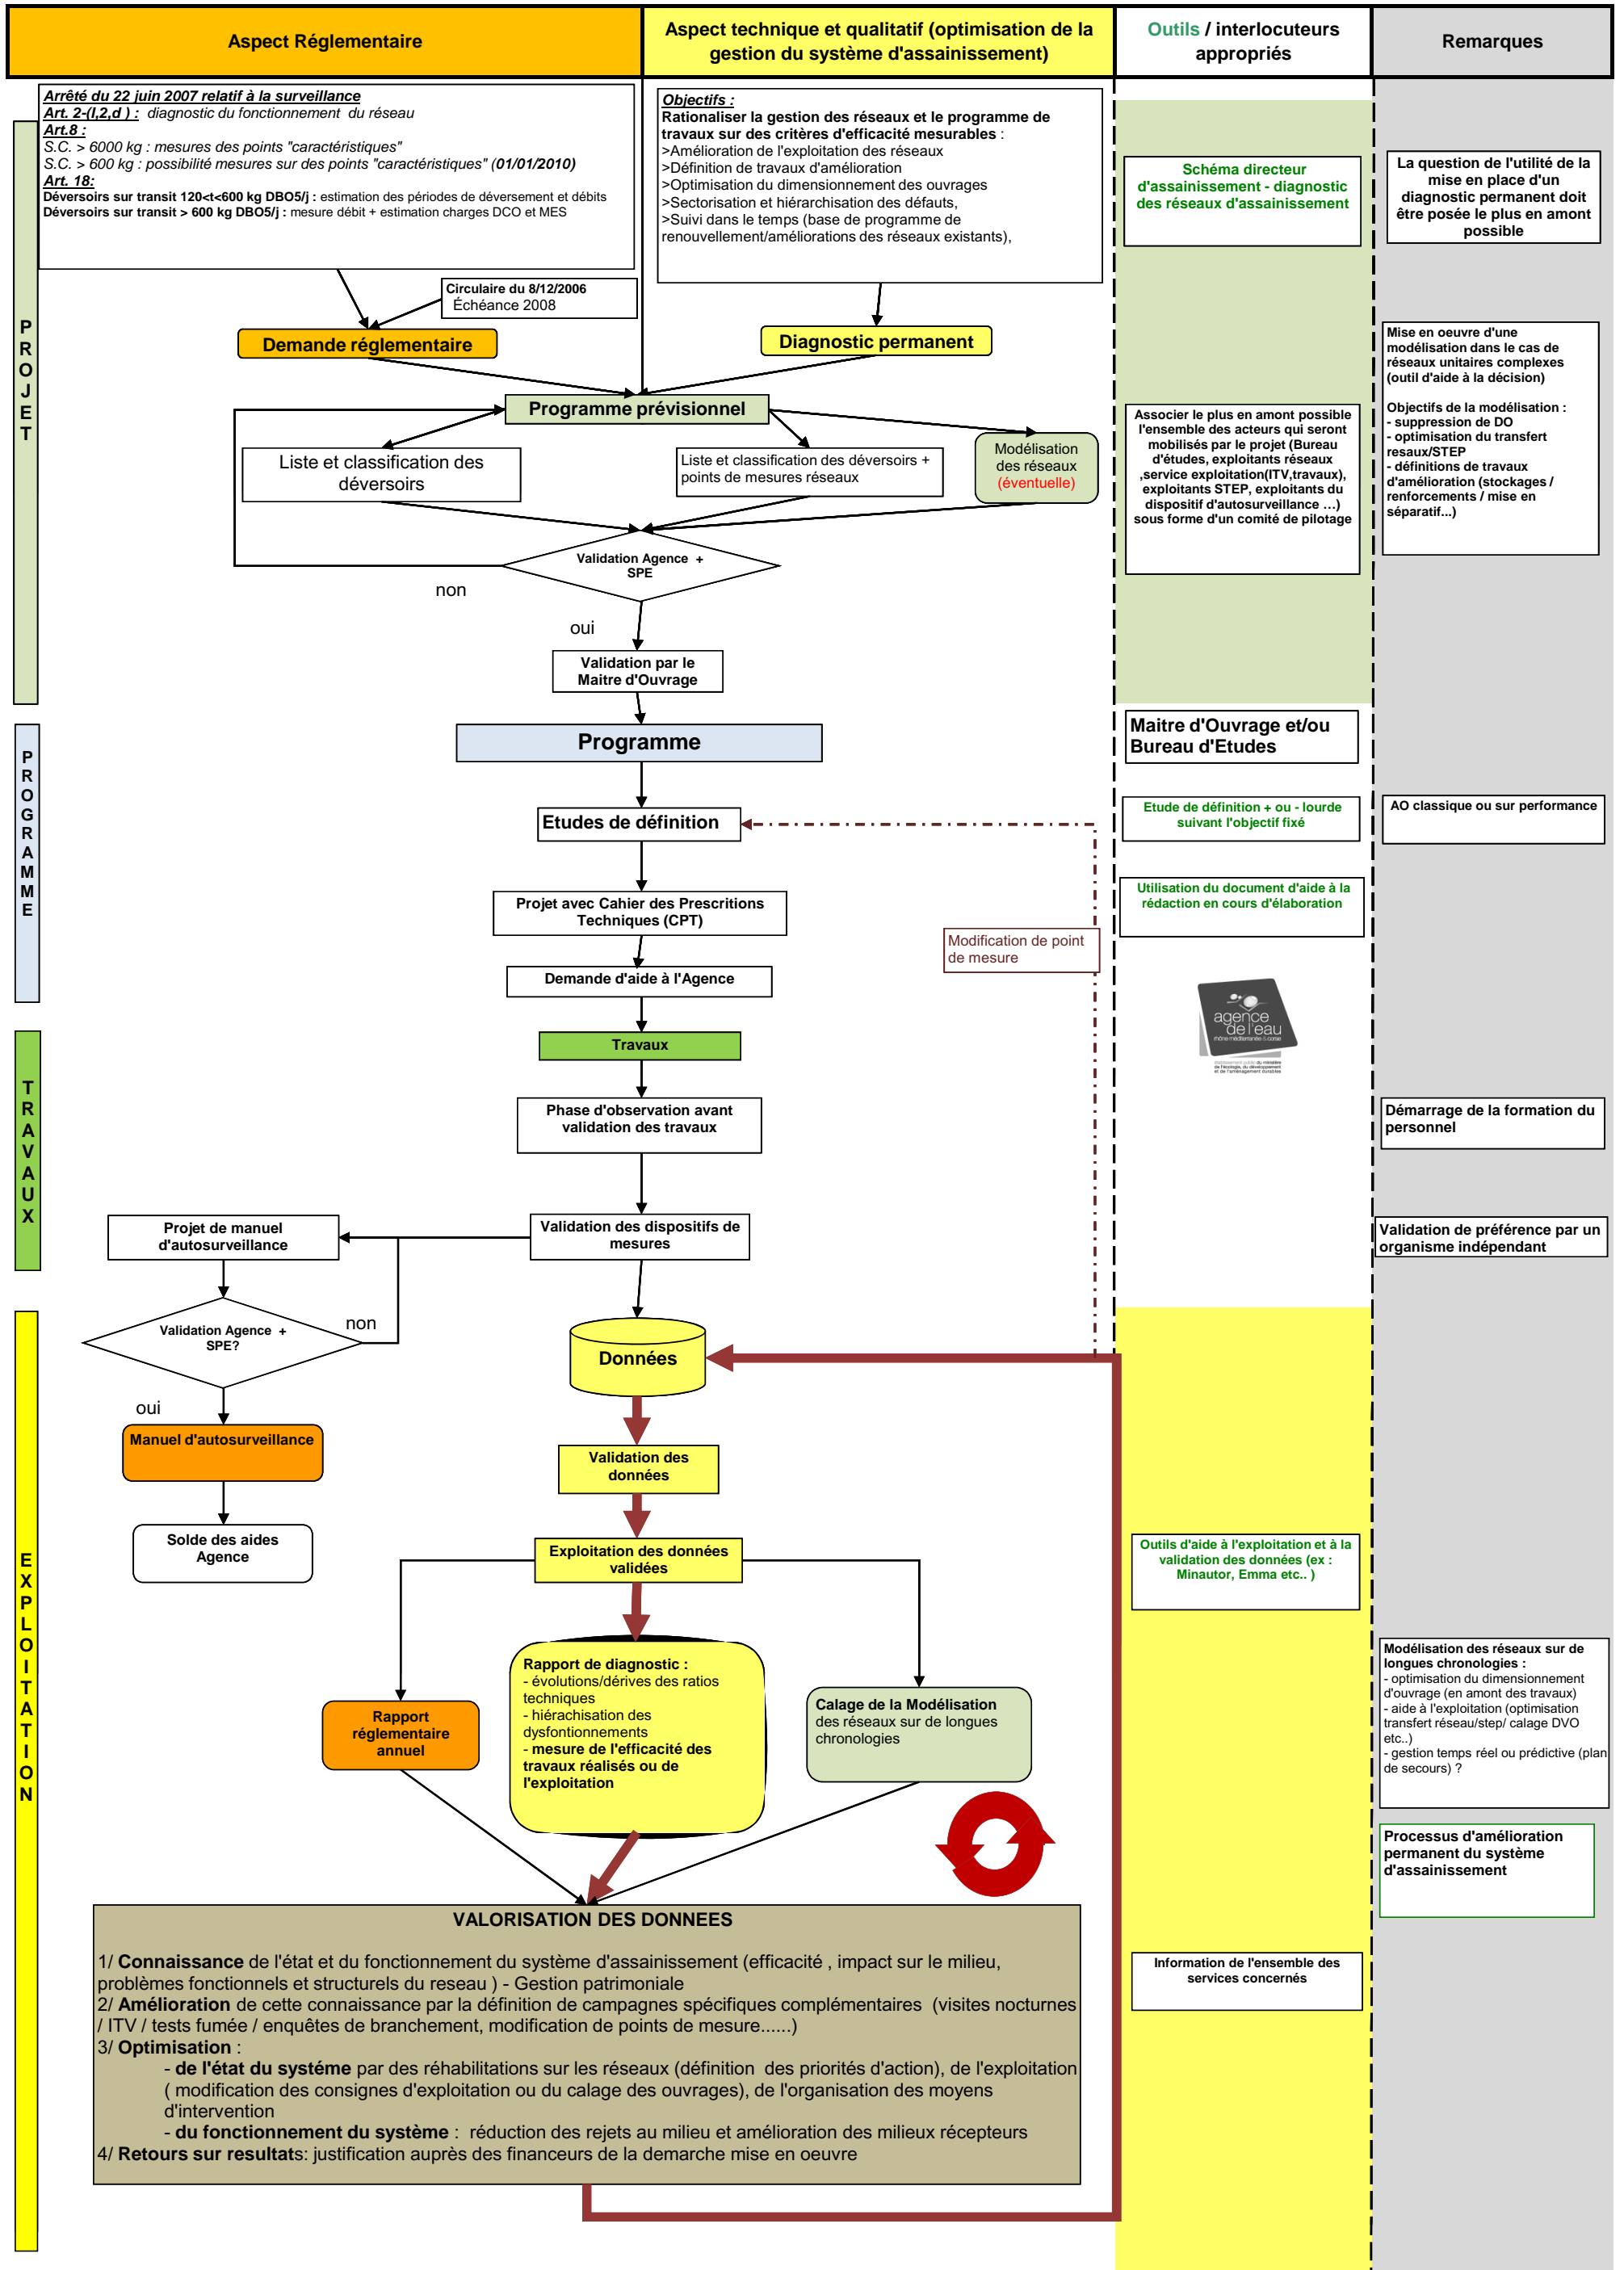 Aspect Réglementaire
Aspect technique et qualitatif (optimisation de la
gestion du système d'assainissement)
Outils / interlocuteurs
appropriés
Remarques
PROJET
Arrêté du 22 juin 2007 relatif à la surveillance
Art. 2-(I,2,d ) : diagnostic du fonctionnement du réseau
Art.8 :
S.C. > 6000 kg : mesures des points "caractéristiques"
S.C. > 600 kg : possibilité mesures sur des points "caractéristiques" (01/01/2010)
Art. 18:
Déversoirs sur transit 120<t<600 kg DBO5/j : estimation des périodes de déversement et débits
Déversoirs sur transit > 600 kg DBO5/j : mesure débit + estimation charges DCO et MES
Objectifs :
Rationaliser la gestion des réseaux et le programme de
travaux sur des critères d'efficacité mesurables :
>Amélioration de l'exploitation des réseaux
>Définition de travaux d'amélioration
>Optimisation du dimensionnement des ouvrages
>Sectorisation et hiérarchisation des défauts,
>Suivi dans le temps (base de programme de
renouvellement/améliorations des réseaux existants),
Schéma directeur
d'assainissement - diagnostic
des réseaux d'assainissement
La question de l'utilité de la
mise en place d'un
diagnostic permanent doit
être posée le plus en amont
possible
Circulaire du 8/12/2006
Échéance 2008
Demande réglementaire
Diagnostic permanent
Mise en oeuvre d'une
modélisation dans le cas de
réseaux unitaires complexes
(outil d'aide à la décision)
Objectifs de la modélisation :
- suppression de DO
- optimisation du transfert
resaux/STEP
- définitions de travaux
d'amélioration (stockages /
renforcements / mise en
séparatif...)
Programme prévisionnel
Associer le plus en amont possible
l'ensemble des acteurs qui seront
mobilisés par le projet (Bureau
d'études, exploitants réseau
,service exploitation(ITV,travaux),
exploitants STEP, exploitants du
dispositif d'autosurveillance ...)
sous forme d'un comité de pilotage
Liste et classification des
déversoirs
Liste et classification des déversoirs +
points de mesures réseaux
Modélisation
des réseaux
(éventuelle)
Validation Agence +
SPE
non
oui
Validation par le
Maitre d'Ouvrage
PROGRAMME
Programme
Maitre d'Ouvrage et/ou
Bureau d'Etudes
Etudes de définition
Etude de définition + ou - lourde
suivant l'objectif fixé
AO classique ou sur performance
Projet avec Cahier des Prescritions
Techniques (CPT)
Utilisation du document d'aide à la
rédaction en cours d'élaboration
Modification de point
de mesure
Demande d'aide à l'Agence
agence
de l'eau
rhône méditerranée & corse
établissement public du ministère
de l'écologie, du développement
et de l'aménagement durables
TRAVAUX
Travaux
Phase d'observation avant
validation des travaux
Démarrage de la formation du
personnel
Projet de manuel
d'autosurveillance
Validation des dispositifs de
mesures
Validation de préférence par un
organisme indépendant
EXPLOITATION
Validation Agence +
SPE?
non
oui
Données
Manuel d'autosurveillance
Validation des
données
Solde des aides
Agence
Exploitation des données
validées
Outils d'aide à l'exploitation et à la
validation des données (ex :
Minautor, Emma etc.. )
Rapport
réglementaire
annuel
Rapport de diagnostic :
- évolutions/dérives des ratios
techniques
- hiérachisation des
dysfontionnements
- mesure de l'efficacité des
travaux réalisés ou de
l'exploitation
Calage de la Modélisation
des réseaux sur de longues
chronologies
Modélisation des réseaux sur de
longues chronologies :
- optimisation du dimensionnement
d'ouvrage (en amont des travaux)
- aide à l'exploitation (optimisation
transfert réseau/step/ calage DVO
etc..)
- gestion temps réel ou prédictive (plan
de secours) ?
Processus d'amélioration
permanent du système
d'assainissement
VALORISATION DES DONNEES
1/ Connaissance de l'état et du fonctionnement du système d'assainissement (efficacité , impact sur le milieu,
problèmes fonctionnels et structurels du reseau ) - Gestion patrimoniale
2/ Amélioration de cette connaissance par la définition de campagnes spécifiques complémentaires (visites nocturnes
/ ITV / tests fumée / enquêtes de branchement, modification de points de mesure......)
3/ Optimisation :
- de l'état du systéme par des réhabilitations sur les réseaux (définition des priorités d'action), de l'exploitation
( modification des consignes d'exploitation ou du calage des ouvrages), de l'organisation des moyens
d'intervention
- du fonctionnement du système : réduction des rejets au milieu et amélioration des milieux récepteurs
4/ Retours sur resultats: justification auprès des financeurs de la demarche mise en oeuvre
Information de l'ensemble des
services concernés